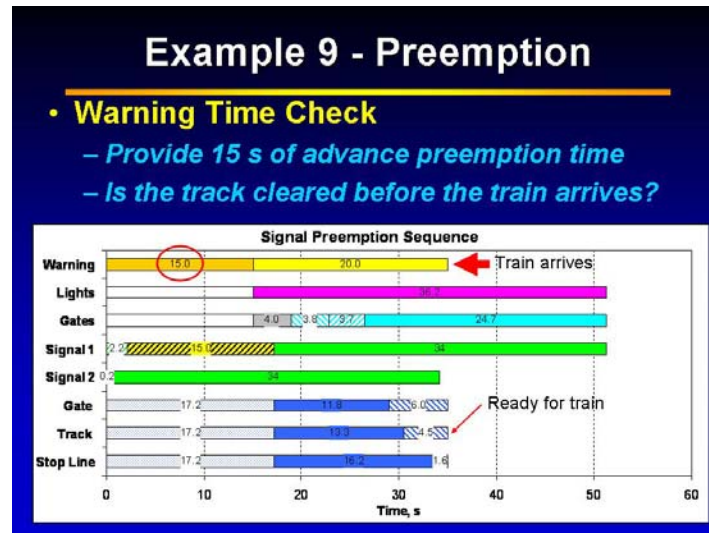 Example 9 - Preemption
• Warning Time Check
– Provide 15 s of advance preemption time
– Is the track cleared before the train arrives?
Signal Preemption Sequence
Warning 15.0 20.0 Train arrives
Lights 36.2
Gates 4.0 3.8 3.7 24.7
Signal 1 2.2 15.0 34
Signal 2 0.2 34
Gate 17.2 11.8 6.0 Ready for train
Track 17.2 13.3 4.5
Stop Line 17.2 16.2 1.6
0 10 20 30 40 50 60
Time, s